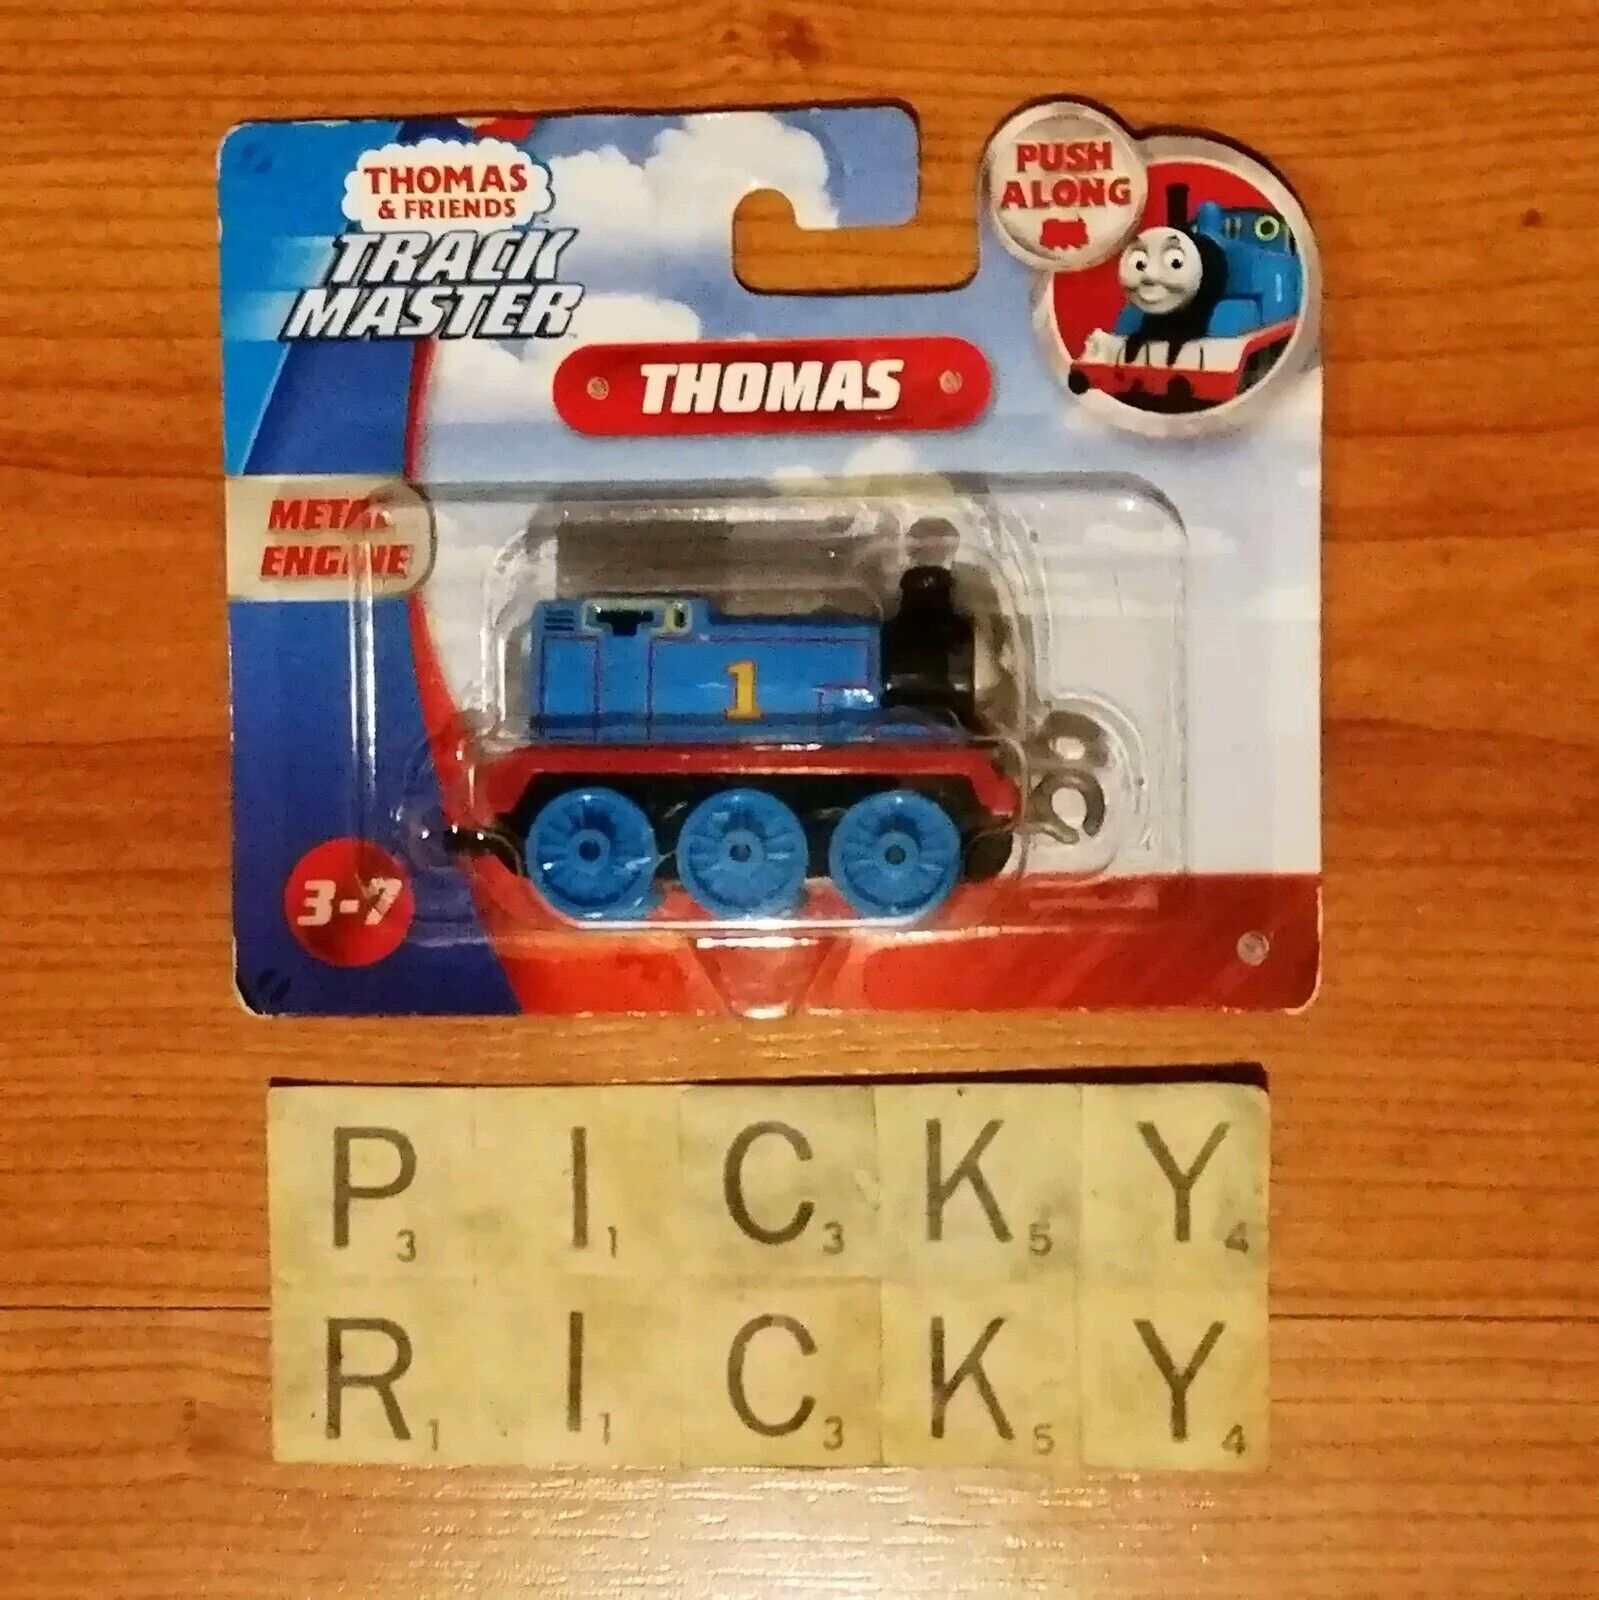 THOMAS
& FRIENDS
TRACK
MASTER
PUSH
ALONG
THOMAS
METAL
ENGINE
1
3-7
P3 I1 C3 K5 Y4
R1 I1 C3 K5 Y4